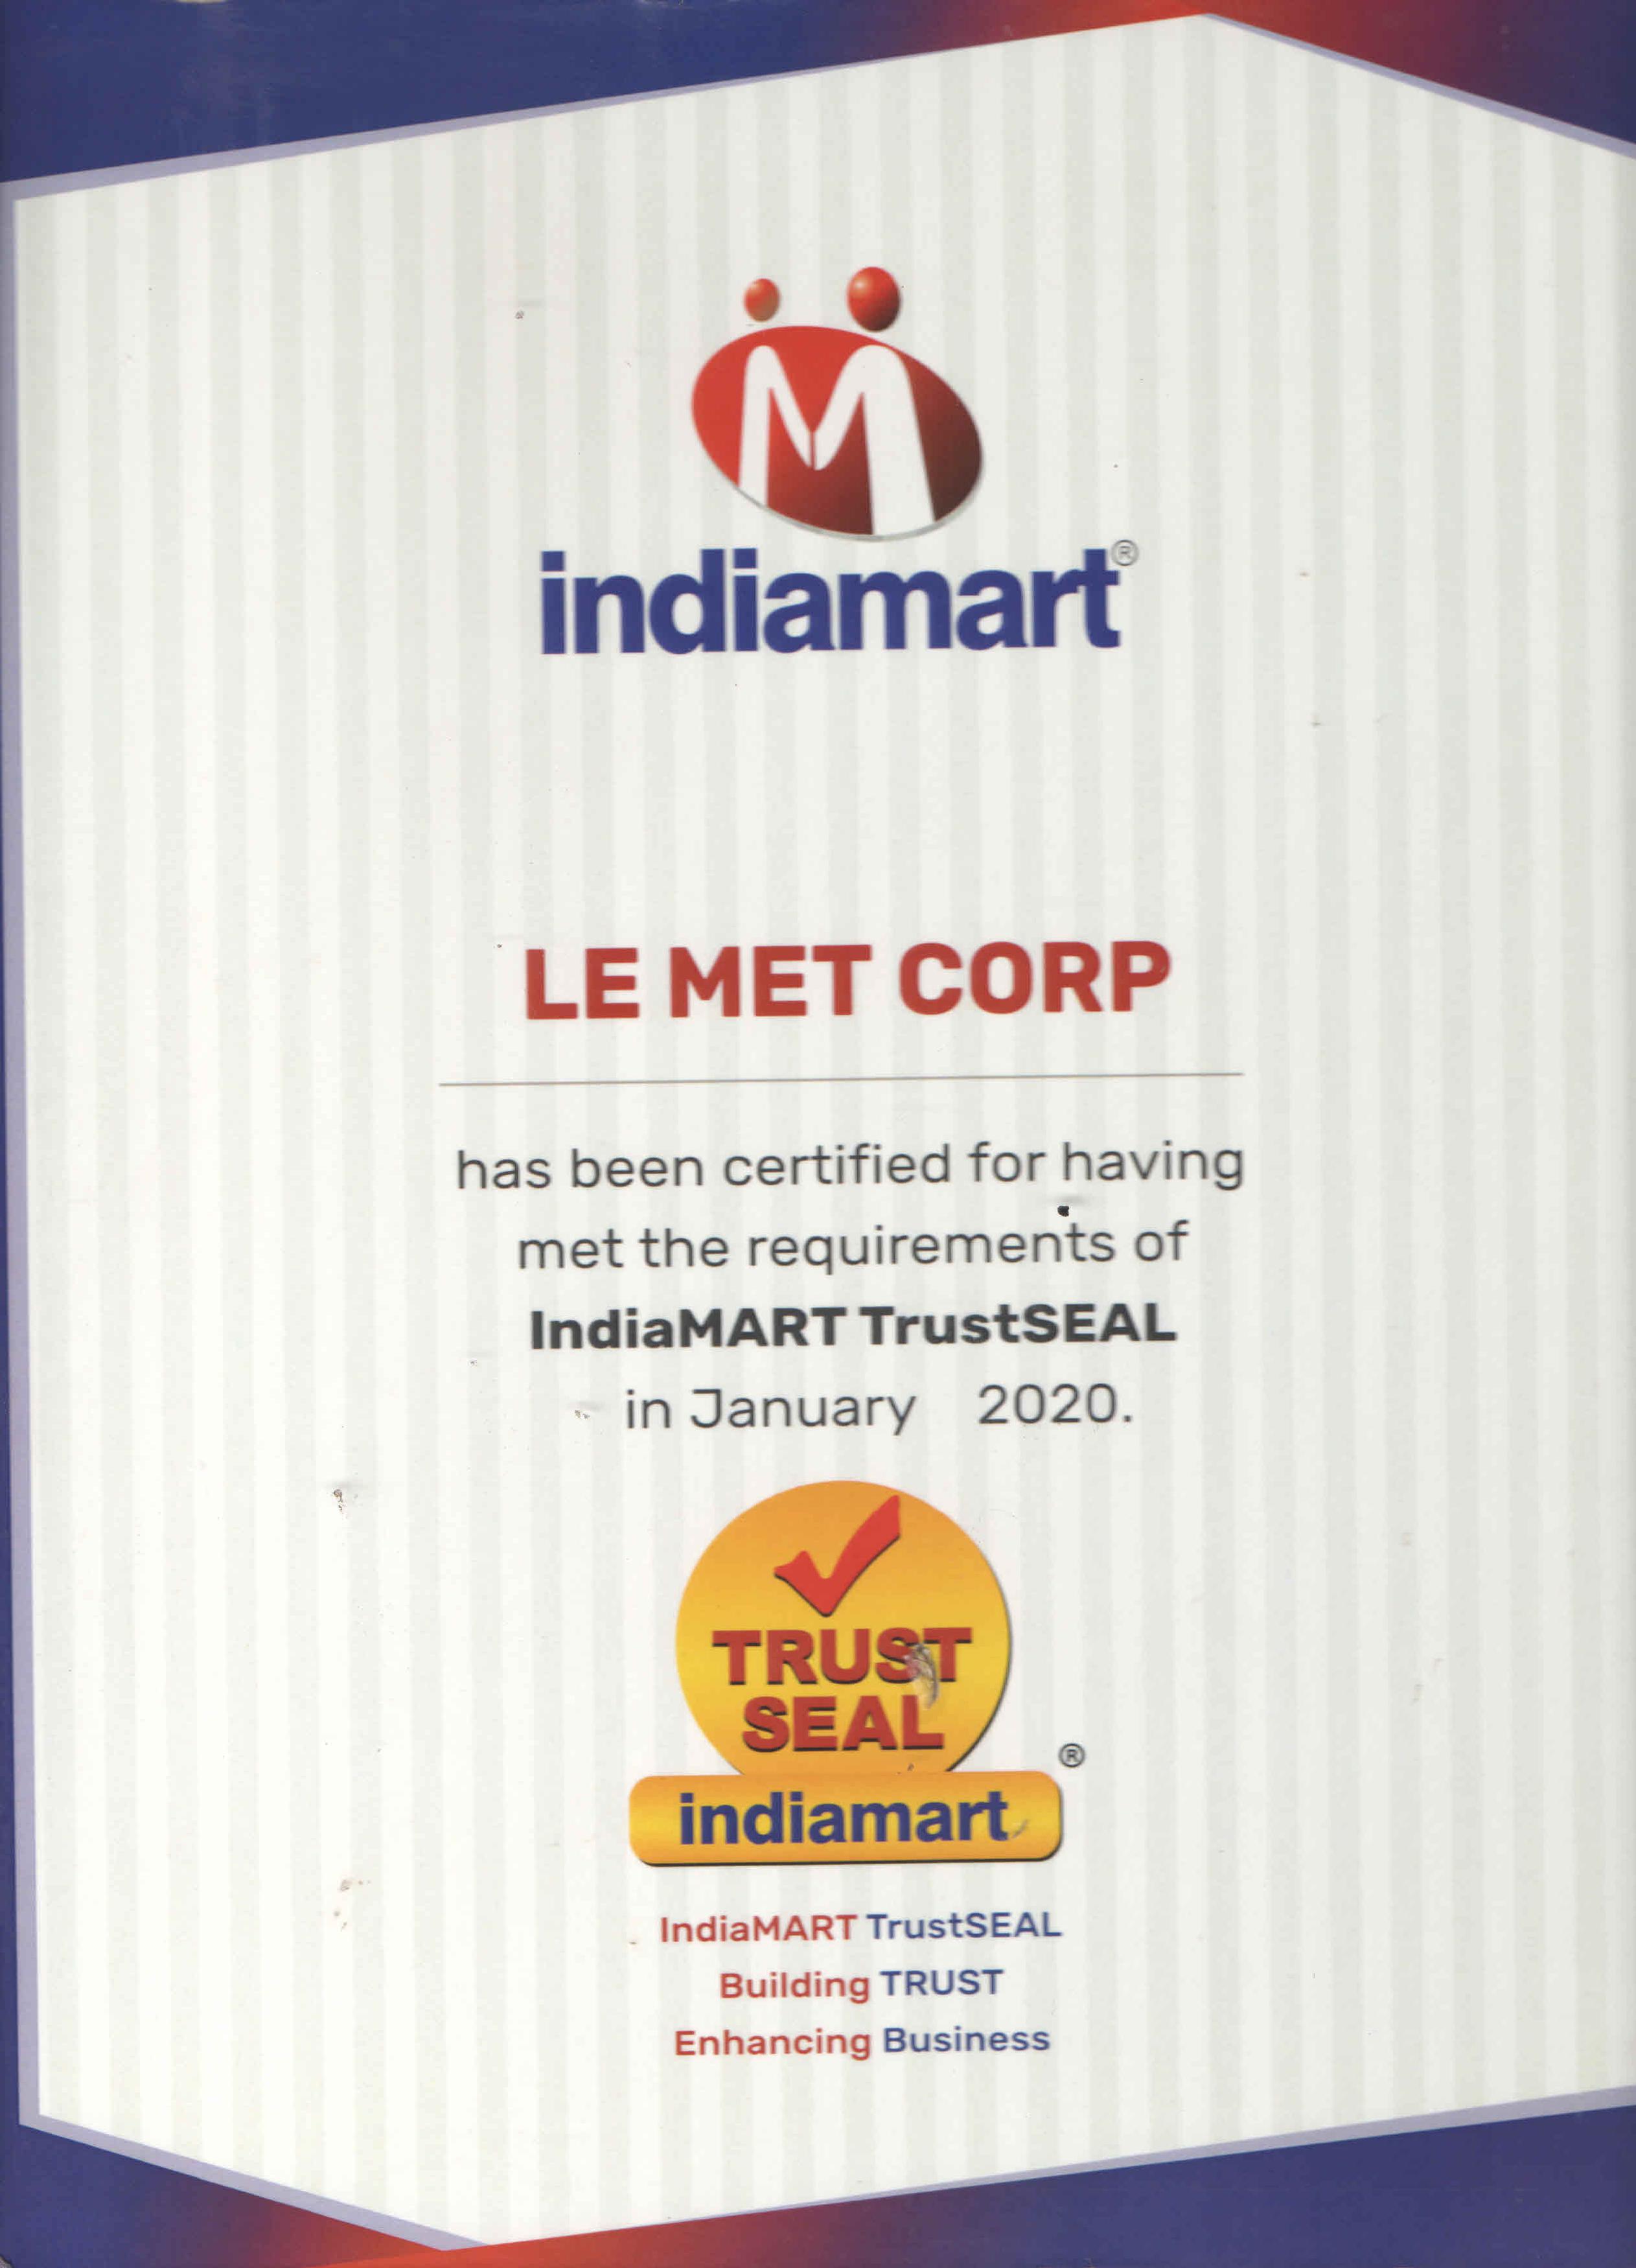 indiamart®
LE MET CORP
has been certified for having
met the requirements of
IndiaMART TrustSEAL
in January 2020.
TRUST
SEAL
®
indiamart
IndiaMART TrustSEAL
Building TRUST
Enhancing Business